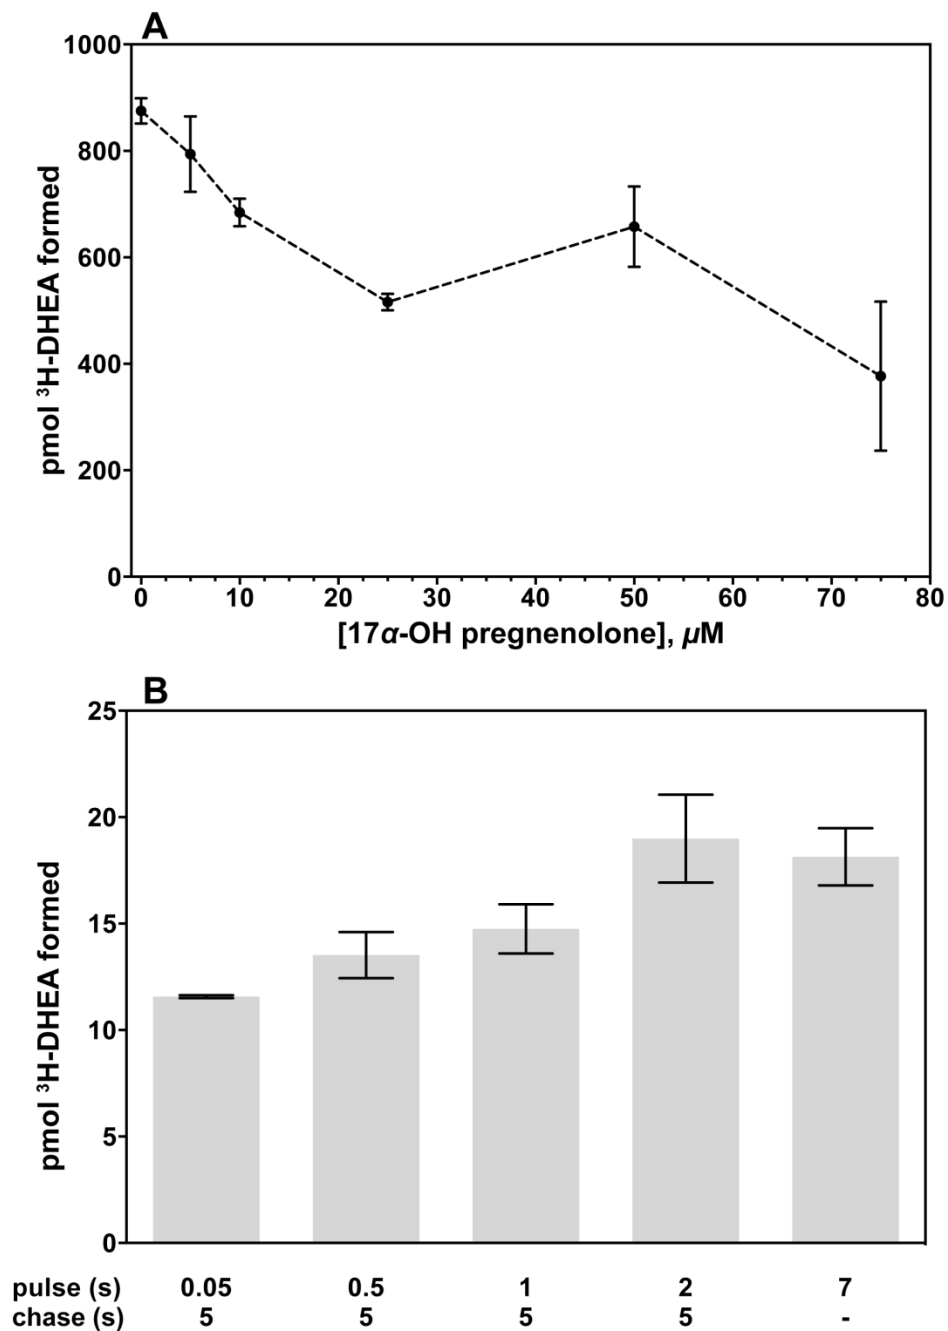 A
1000
800
600
400
200
0
pmol ³H-DHEA formed
0 10 20 30 40 50 60 70 80
[17α-OH pregnenolone], μM
B
25
20
15
10
5
0
pmol ³H-DHEA formed
pulse (s) 0.05 0.5 1 2 7
chase (s) 5 5 5 5 -